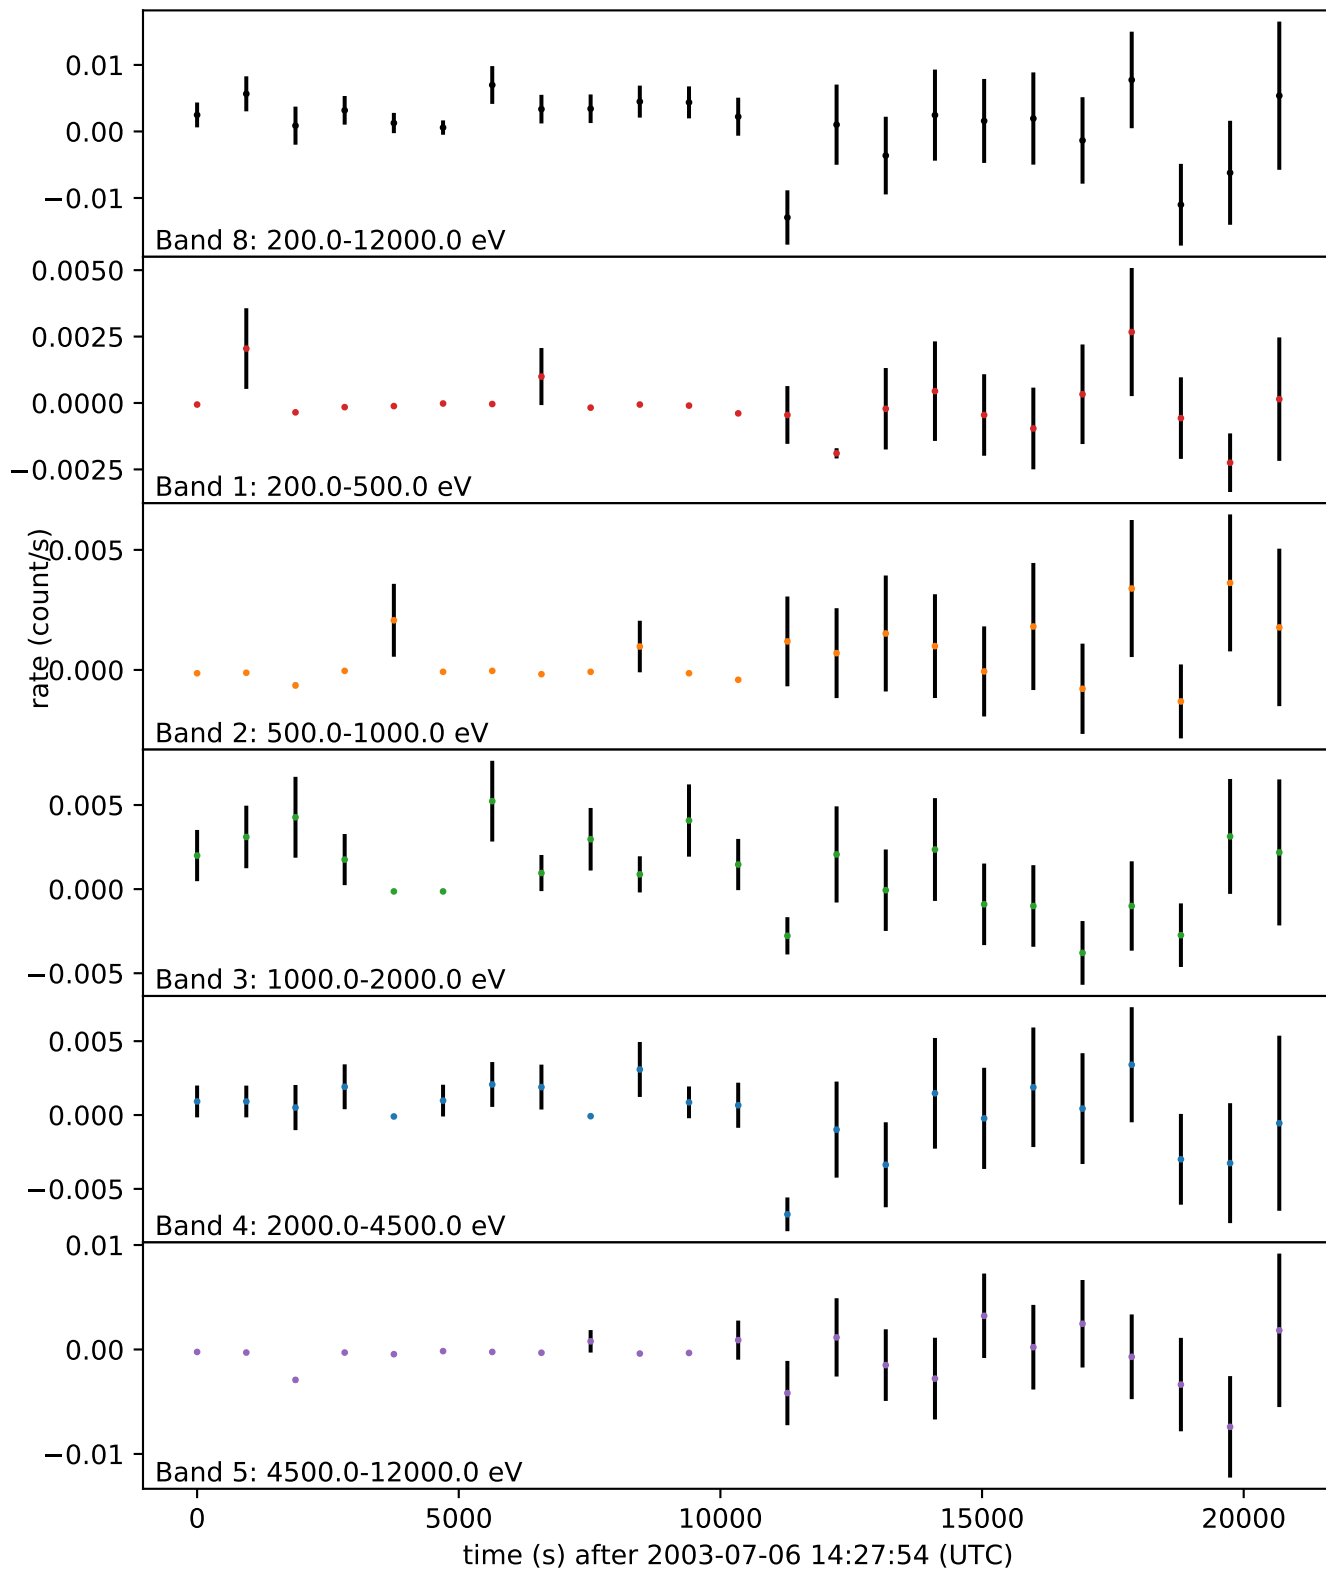 0.01
0.00
−0.01
Band 8: 200.0-12000.0 eV
0.0050
0.0025
0.0000
−0.0025
Band 1: 200.0-500.0 eV
rate (count/s)
0.005
0.000
Band 2: 500.0-1000.0 eV
0.005
0.000
−0.005
Band 3: 1000.0-2000.0 eV
0.005
0.000
−0.005
Band 4: 2000.0-4500.0 eV
0.01
0.00
−0.01
Band 5: 4500.0-12000.0 eV
0 5000 10000 15000 20000
time (s) after 2003-07-06 14:27:54 (UTC)